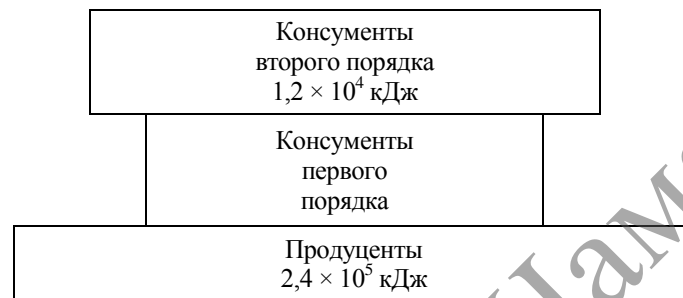 Консументы
второго порядка
1,2 × 10⁴ кДж
Консументы
первого
порядка
Продуценты
2,4 × 10⁵ кДж